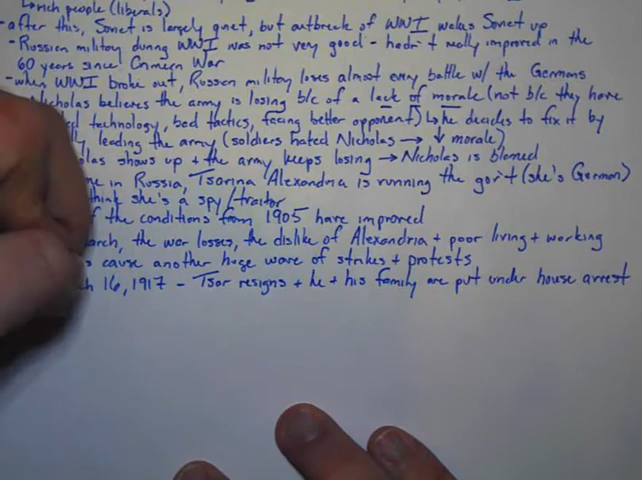 ↳rich people (liberals)
-after this, Soviet is largely quiet, but outbreak of WWI, wakes Soviet up
-Russian military during WWI was not very good - hadn't really improved in the
60 years since Crimean War
-when WWI broke out, Russian military loses almost every battle w/ the Germans
Nicholas believes the army is losing b/c of a lack of morale (not b/c they have
technology, bad tactics, facing better opponent) ↳he decides to fix it by
leading the army (soldiers hated Nicholas → ↓ morale)
shows up + the army keeps losing → Nicholas is blamed
in Russia, Tsarina Alexandria is running the gov't (she's German)
think she's a spy/traitor
of the conditions from 1905 have improved
the war losses, the dislike of Alexandria + poor living + working
cause another huge wave of strikes + protests
16, 1917 - Tsar resigns + he + his family are put under house arrest